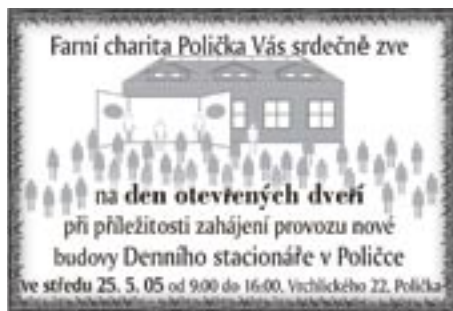 Farní charita Polička Vás srdečně zve
na den otevřených dveří
při příležitosti zahájení provozu nové
budovy Denního stacionáře v Poličce
ve středu 25. 5. 05 od 9.00 do 16:00, Vrchlického 22, Polička